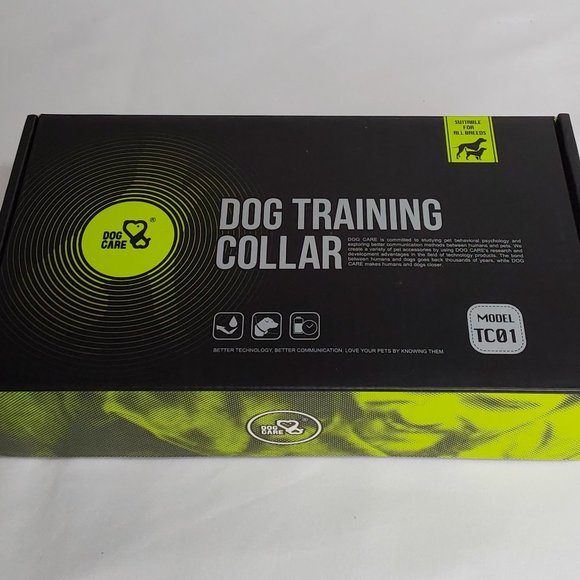 SUITABLE
FOR
ALL BREEDS
DOG
CARE
®
DOG TRAINING
COLLAR
DOG CARE is committed to studying pet behavioral psychology and
exploring better communication methods between humans and pets. We
create a variety of pet accessories by using DOG CARE's research and
development advantages in the field of technology products. The bond
between humans and dogs goes back thousands of years, while DOG
CARE makes humans and dogs closer.
MODEL
TC01
BETTER TECHNOLOGY, BETTER COMMUNICATION. LOVE YOUR PETS BY KNOWING THEM
DOG
CARE